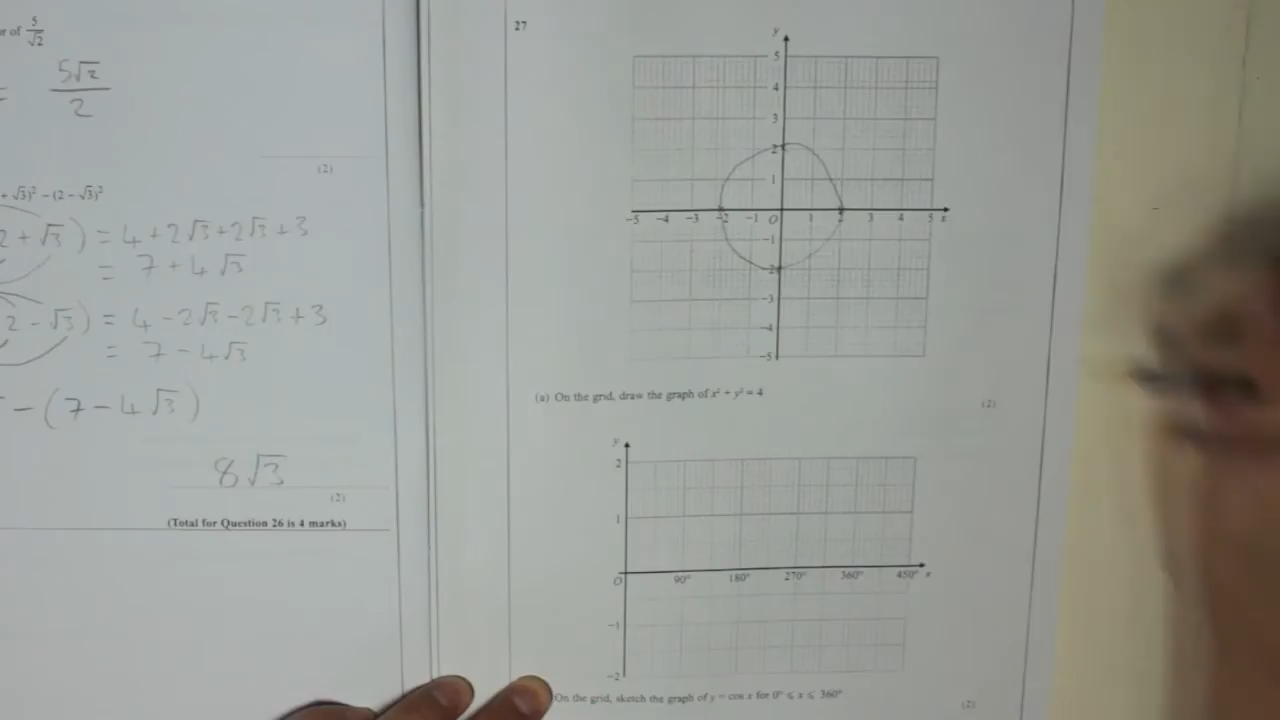 r of 5/√2
= 5√2/2
(2)
+ √3)² – (2 – √3)²
2 + √3) = 4 + 2√3 + 2√3 + 3
= 7 + 4√3
2 - √3) = 4 - 2√3 - 2√3 + 3
= 7 - 4√3
- (7 - 4√3)
8√3
(2)
(Total for Question 26 is 4 marks)
27
y
5
4
3
2
1
–5 –4 –3 –2 –1 O 1 2 3 4 5 x
–1
–2
–3
–4
–5
(a) On the grid, draw the graph of x² + y² = 4
(2)
y
2
1
O 90° 180° 270° 360° 450° x
–1
–2
On the grid, sketch the graph of y = cos x for 0° ⩽ x ⩽ 360°
(2)